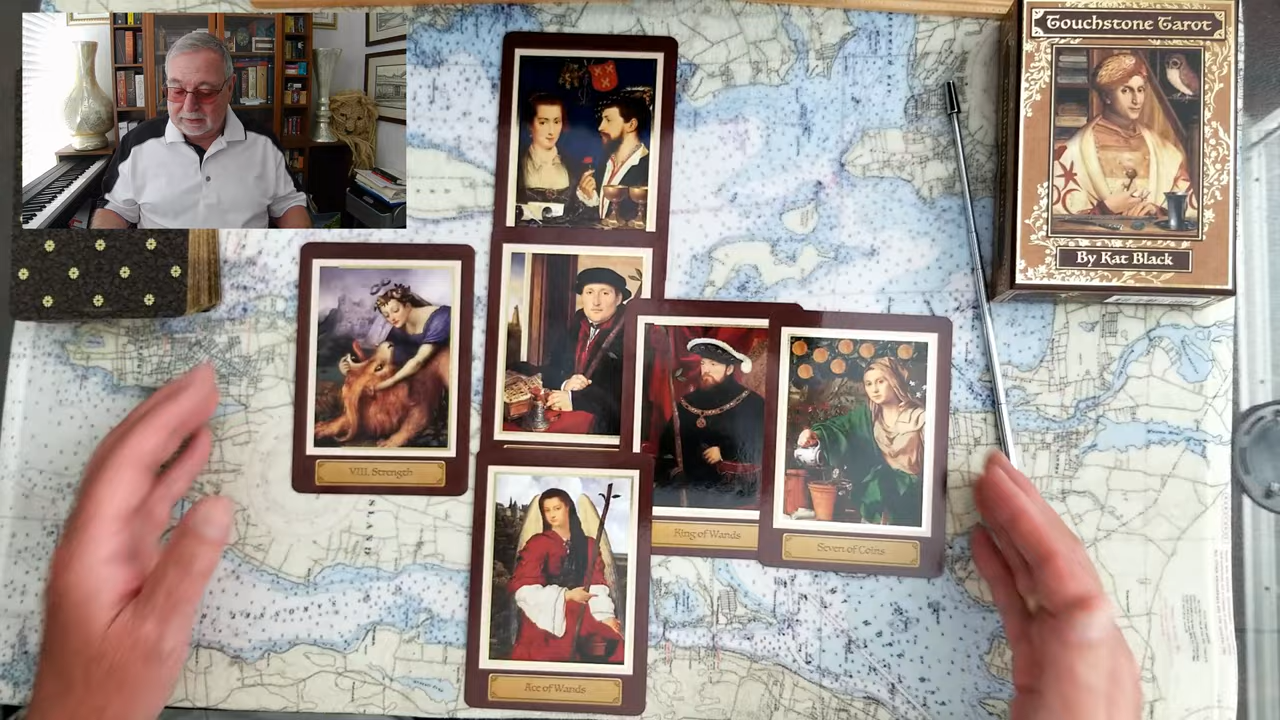 Touchstone Tarot
By Kat Black
VIII. Strength
King of Wands
Seven of Coins
Ace of Wands